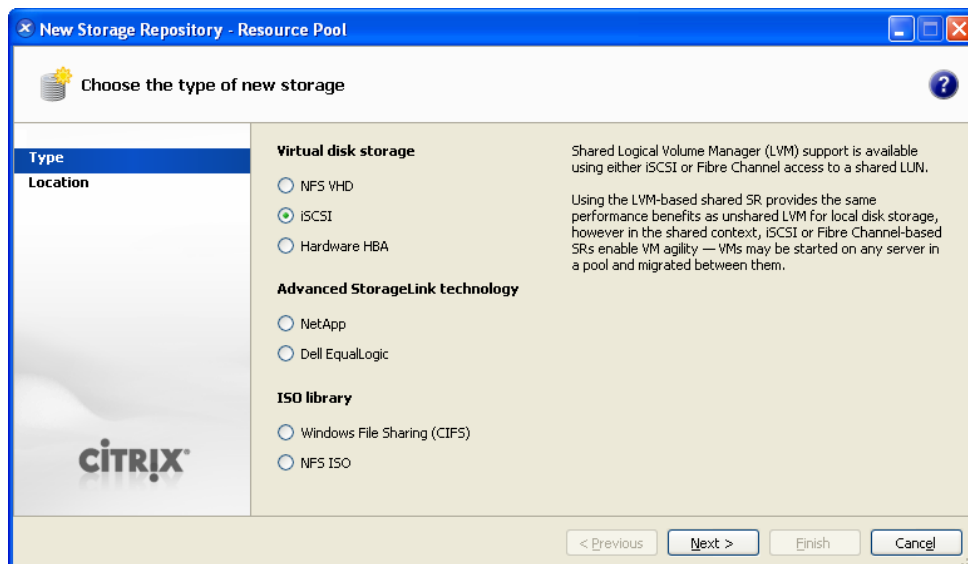 New Storage Repository - Resource Pool
Choose the type of new storage
?
Type
Location
Virtual disk storage
NFS VHD
iSCSI
Hardware HBA
Advanced StorageLink technology
NetApp
Dell EqualLogic
ISO library
Windows File Sharing (CIFS)
NFS ISO
Shared Logical Volume Manager (LVM) support is available
using either iSCSI or Fibre Channel access to a shared LUN.
Using the LVM-based shared SR provides the same
performance benefits as unshared LVM for local disk storage,
however in the shared context, iSCSI or Fibre Channel-based
SRs enable VM agility — VMs may be started on any server in
a pool and migrated between them.
CİTRIX
< Previous
Next >
Finish
Cancel